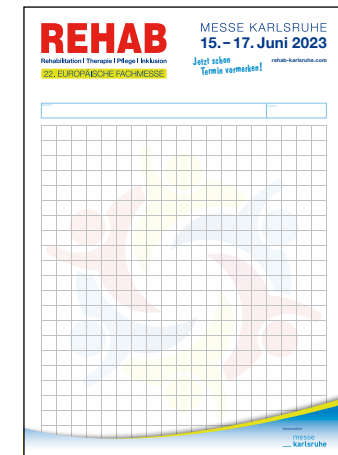 REHAB
Rehabilitation | Therapie | Pflege | Inklusion
22. EUROPÄISCHE FACHMESSE
MESSE KARLSRUHE
15. – 17. Juni 2023
Jetzt schon
Termin vormerken!
rehab-karlsruhe.com
messe
karlsruhe